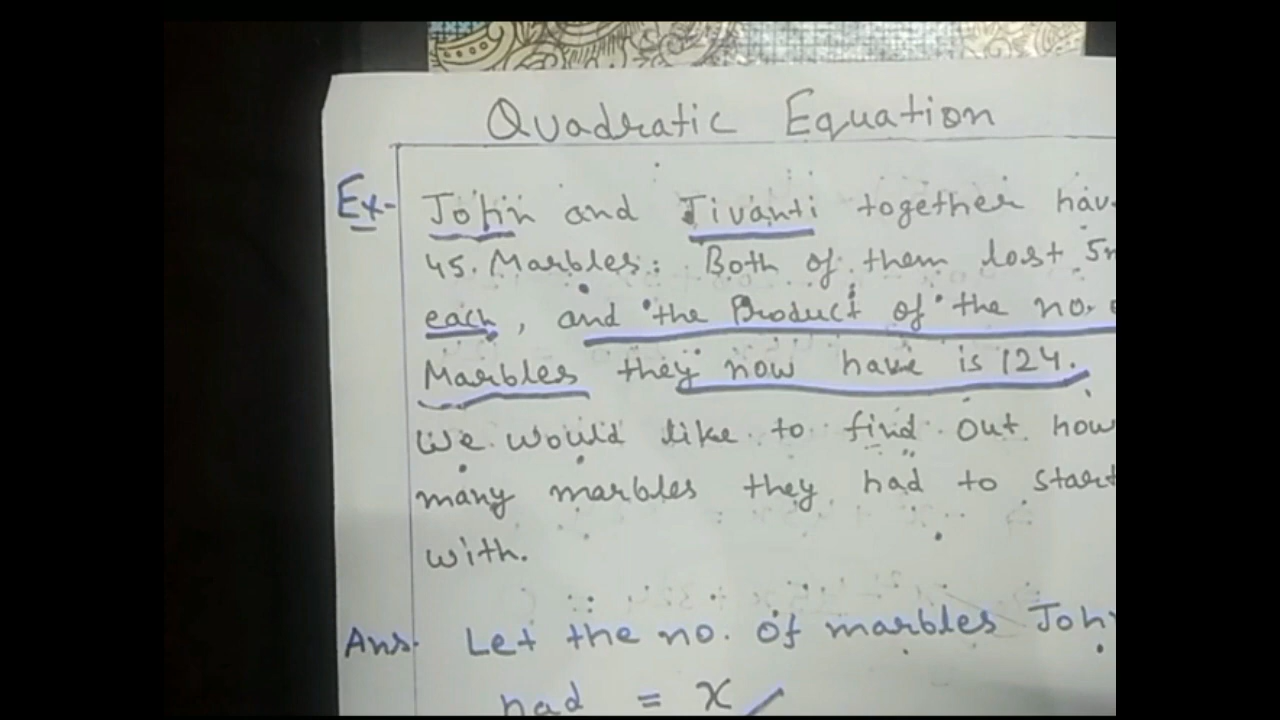 Quadratic Equation
Ex- John and Jivanti together hav
45. Marbles. Both of them lost 5m
each, and the Product of the no. o
Marbles they now have is 124.
We would like to find out how
many marbles they had to start
with.
Ans. Let the no. of marbles Joh
had = x